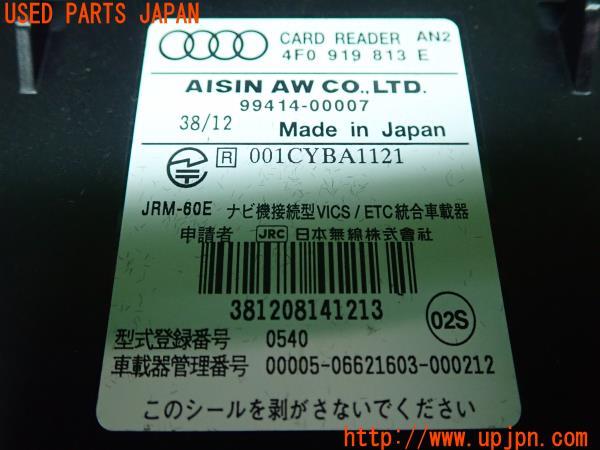 USED PARTS JAPAN
CARD READER AN2
4F0 919 813 E
AISIN AW CO.,LTD.
99414-00007
38/12 Made in Japan
R 001CYBA1121
JRM-60E ナビ機接続型VICS/ETC統合車載器
申請者 JRC 日本無線株式会社
381208141213
02S
型式登録番号 0540
車載器管理番号 00005-06621603-000212
このシールを剥がさないでください
USED PARTS JAPAN
www.upjpn.com